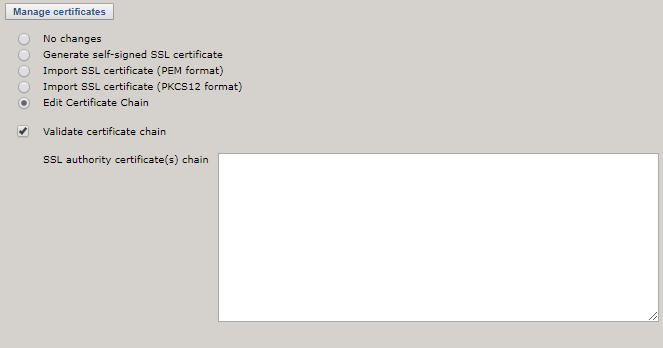 Manage certificates
No changes
Generate self-signed SSL certificate
Import SSL certificate (PEM format)
Import SSL certificate (PKCS12 format)
Edit Certificate Chain
Validate certificate chain
SSL authority certificate(s) chain